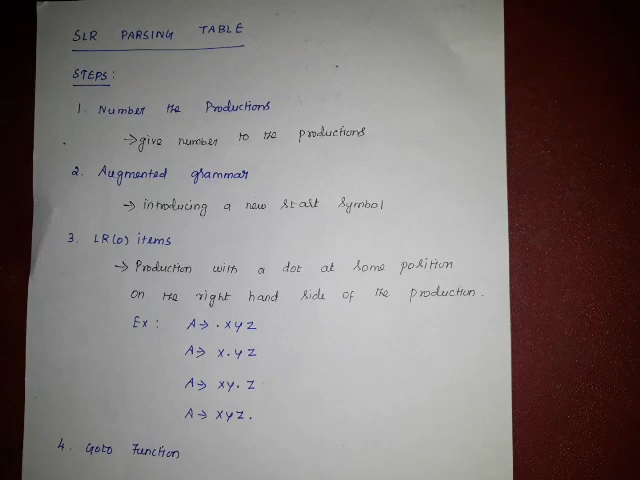 SLR PARSING TABLE
STEPS:
1. Number the Productions
→ give number to the productions
2. Augmented grammar
→ introducing a new start symbol
3. LR(0) items
→ Production with a dot at some position
on the right hand side of the production.
Ex: A → . XYZ
A → X . YZ
A → XY . Z
A → XYZ .
4. Goto Function